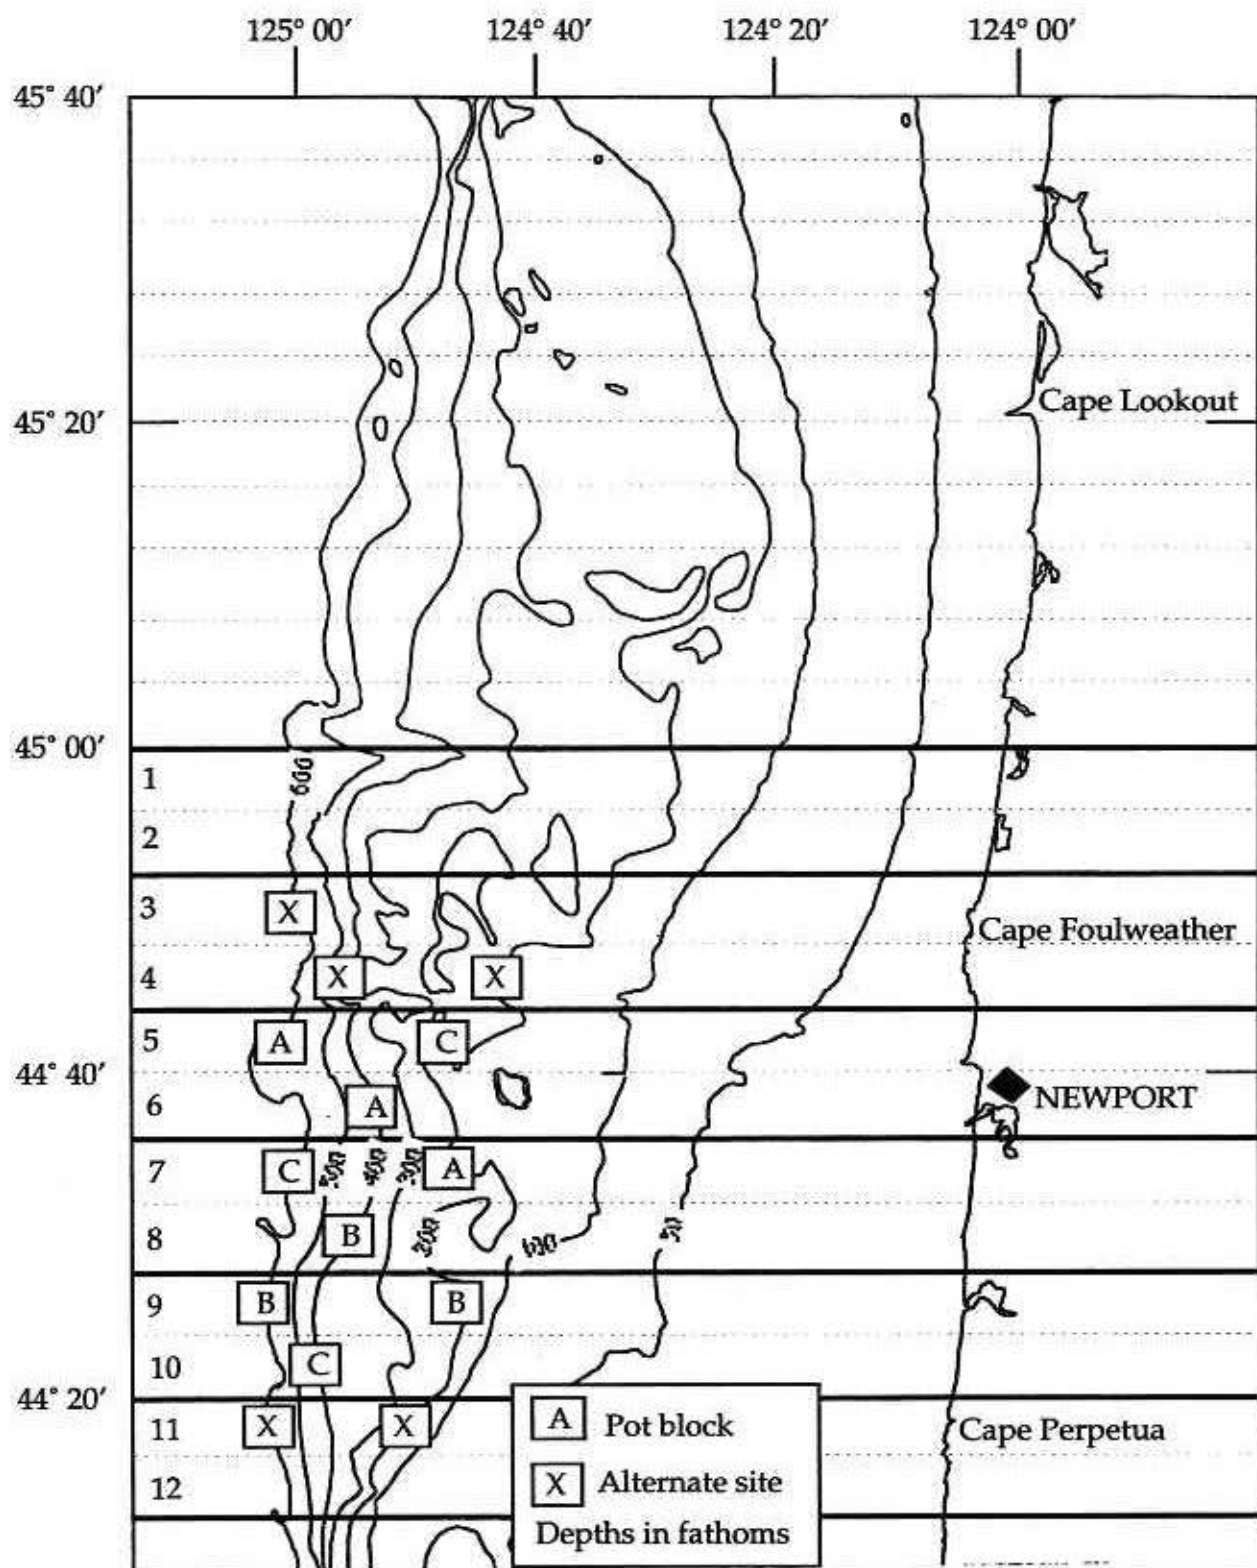 125° 00′ 124° 40′ 124° 20′ 124° 00′
45° 40′
Cape Lookout
45° 20′
45° 00′
1
600
2
3
X
Cape Foulweather
4
X X
5
A C
44° 40′
6
A
NEWPORT
7
C 500 400 300 A
8
B 200 50
9
B B
10
C
44° 20′
11
X X
Cape Perpetua
12
A Pot block
X Alternate site
Depths in fathoms